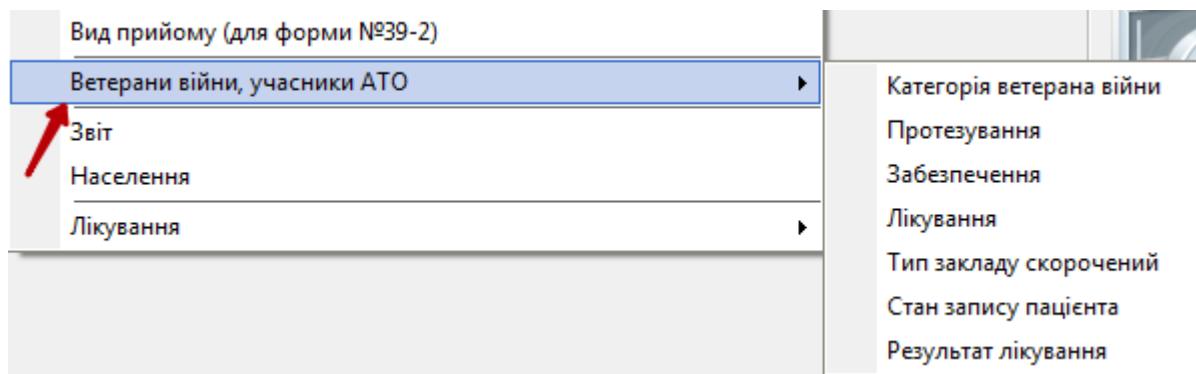 Вид прийому (для форми №39-2)
Ветерани війни, учасники АТО
Звіт
Населення
Лікування
Категорія ветерана війни
Протезування
Забезпечення
Лікування
Тип закладу скорочений
Стан запису пацієнта
Результат лікування